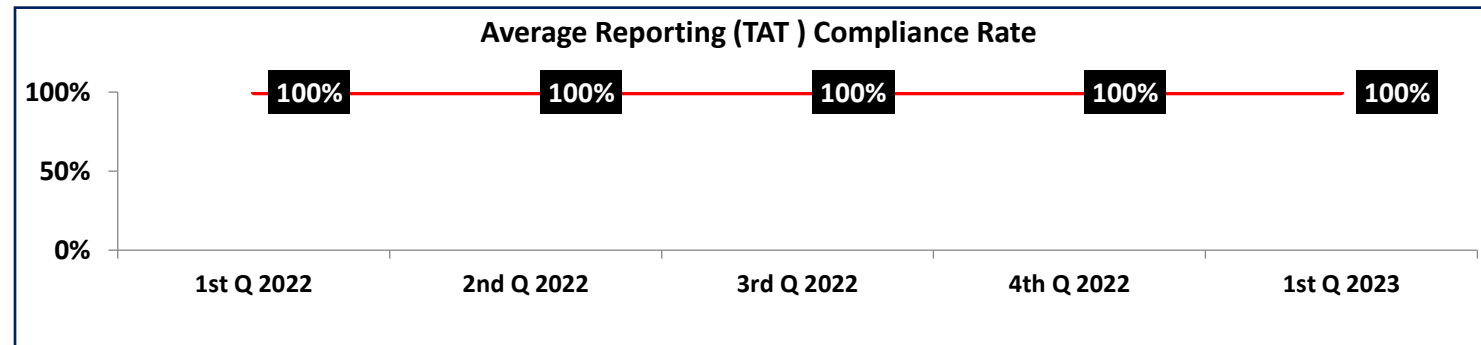 Average Reporting (TAT ) Compliance Rate
100% 100% 100% 100% 100% 100%
50%
0%
1st Q 2022 2nd Q 2022 3rd Q 2022 4th Q 2022 1st Q 2023